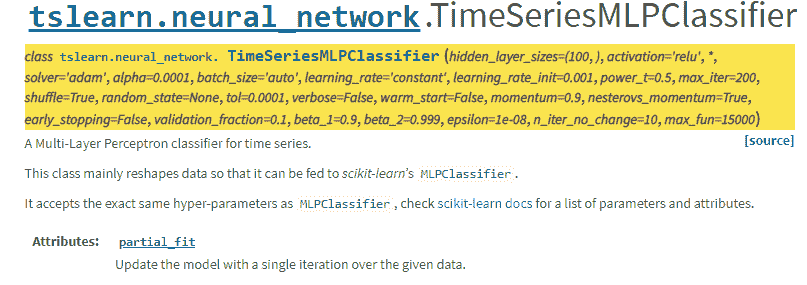 tslearn.neural_network.TimeSeriesMLPClassifier
class tslearn.neural_network. TimeSeriesMLPClassifier (hidden_layer_sizes=(100, ), activation='relu', *,
solver='adam', alpha=0.0001, batch_size='auto', learning_rate='constant', learning_rate_init=0.001, power_t=0.5, max_iter=200,
shuffle=True, random_state=None, tol=0.0001, verbose=False, warm_start=False, momentum=0.9, nesterovs_momentum=True,
early_stopping=False, validation_fraction=0.1, beta_1=0.9, beta_2=0.999, epsilon=1e-08, n_iter_no_change=10, max_fun=15000)
[source]
A Multi-Layer Perceptron classifier for time series.
This class mainly reshapes data so that it can be fed to scikit-learn's MLPClassifier .
It accepts the exact same hyper-parameters as MLPClassifier , check scikit-learn docs for a list of parameters and attributes.
Attributes: partial_fit
Update the model with a single iteration over the given data.